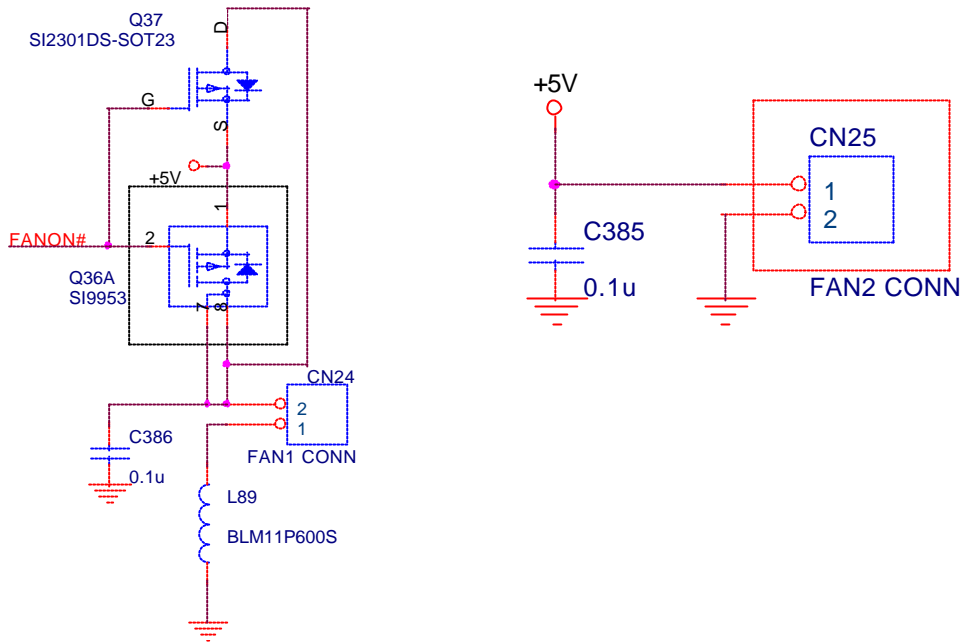 Q37
SI2301DS-SOT23
D
G
S
+5V
1
FANON#
2
Q36A
SI9953
7
8
CN24
2
1
FAN1 CONN
C386
0.1u
L89
BLM11P600S
+5V
CN25
1
2
C385
0.1u
FAN2 CONN